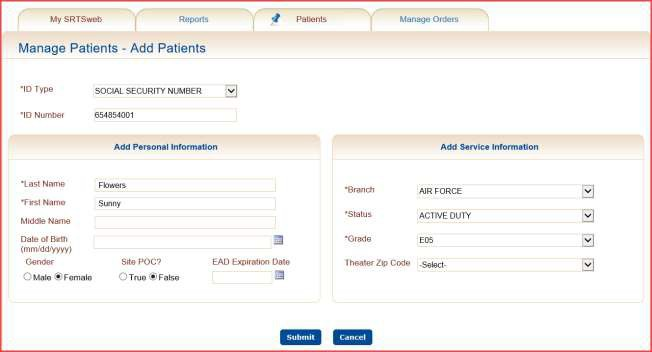 My SRTSweb Reports Patients Manage Orders
Manage Patients - Add Patients
*ID Type SOCIAL SECURITY NUMBER
*ID Number 654854001
Add Personal Information
*Last Name Flowers
*First Name Sunny
Middle Name
Date of Birth
(mm/dd/yyyy)
Gender Site POC? EAD Expiration Date
Male Female True False
Add Service Information
*Branch AIR FORCE
*Status ACTIVE DUTY
*Grade E05
Theater Zip Code -Select-
Submit Cancel